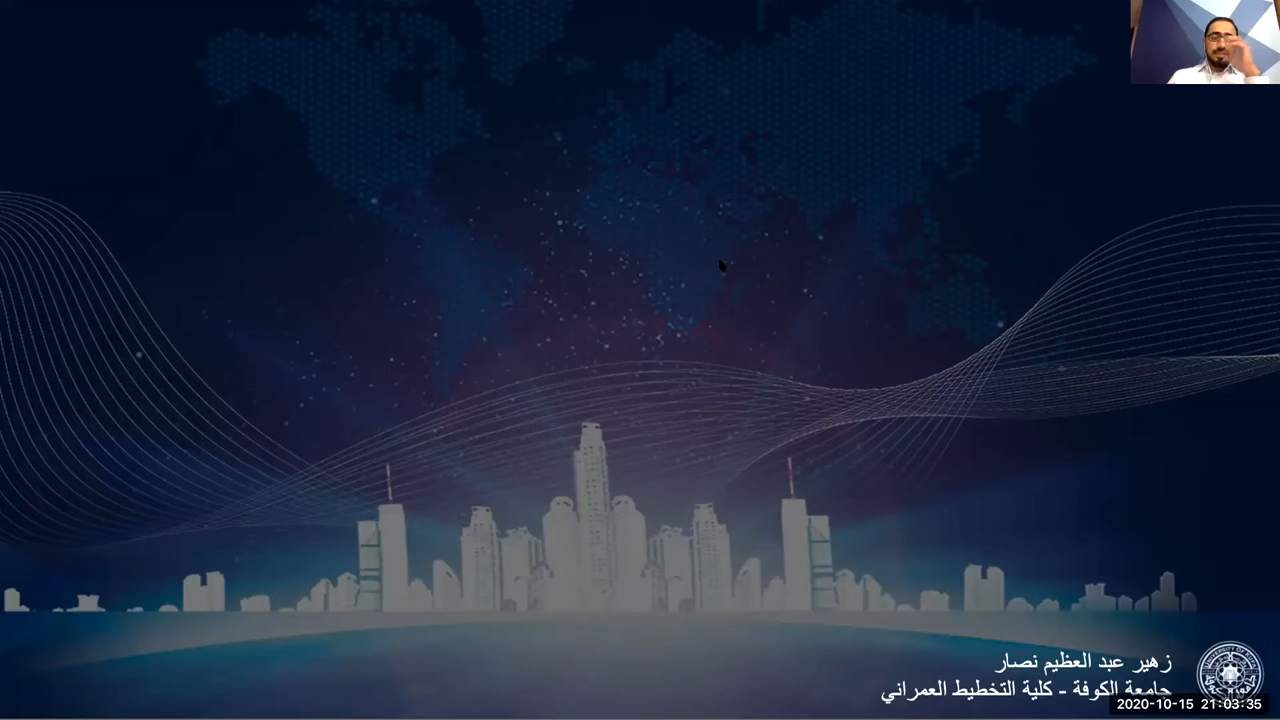 زهير عبد العظيم نصار
جامعة الكوفة - كلية التخطيط العمراني
2020-10-15 21:03:35